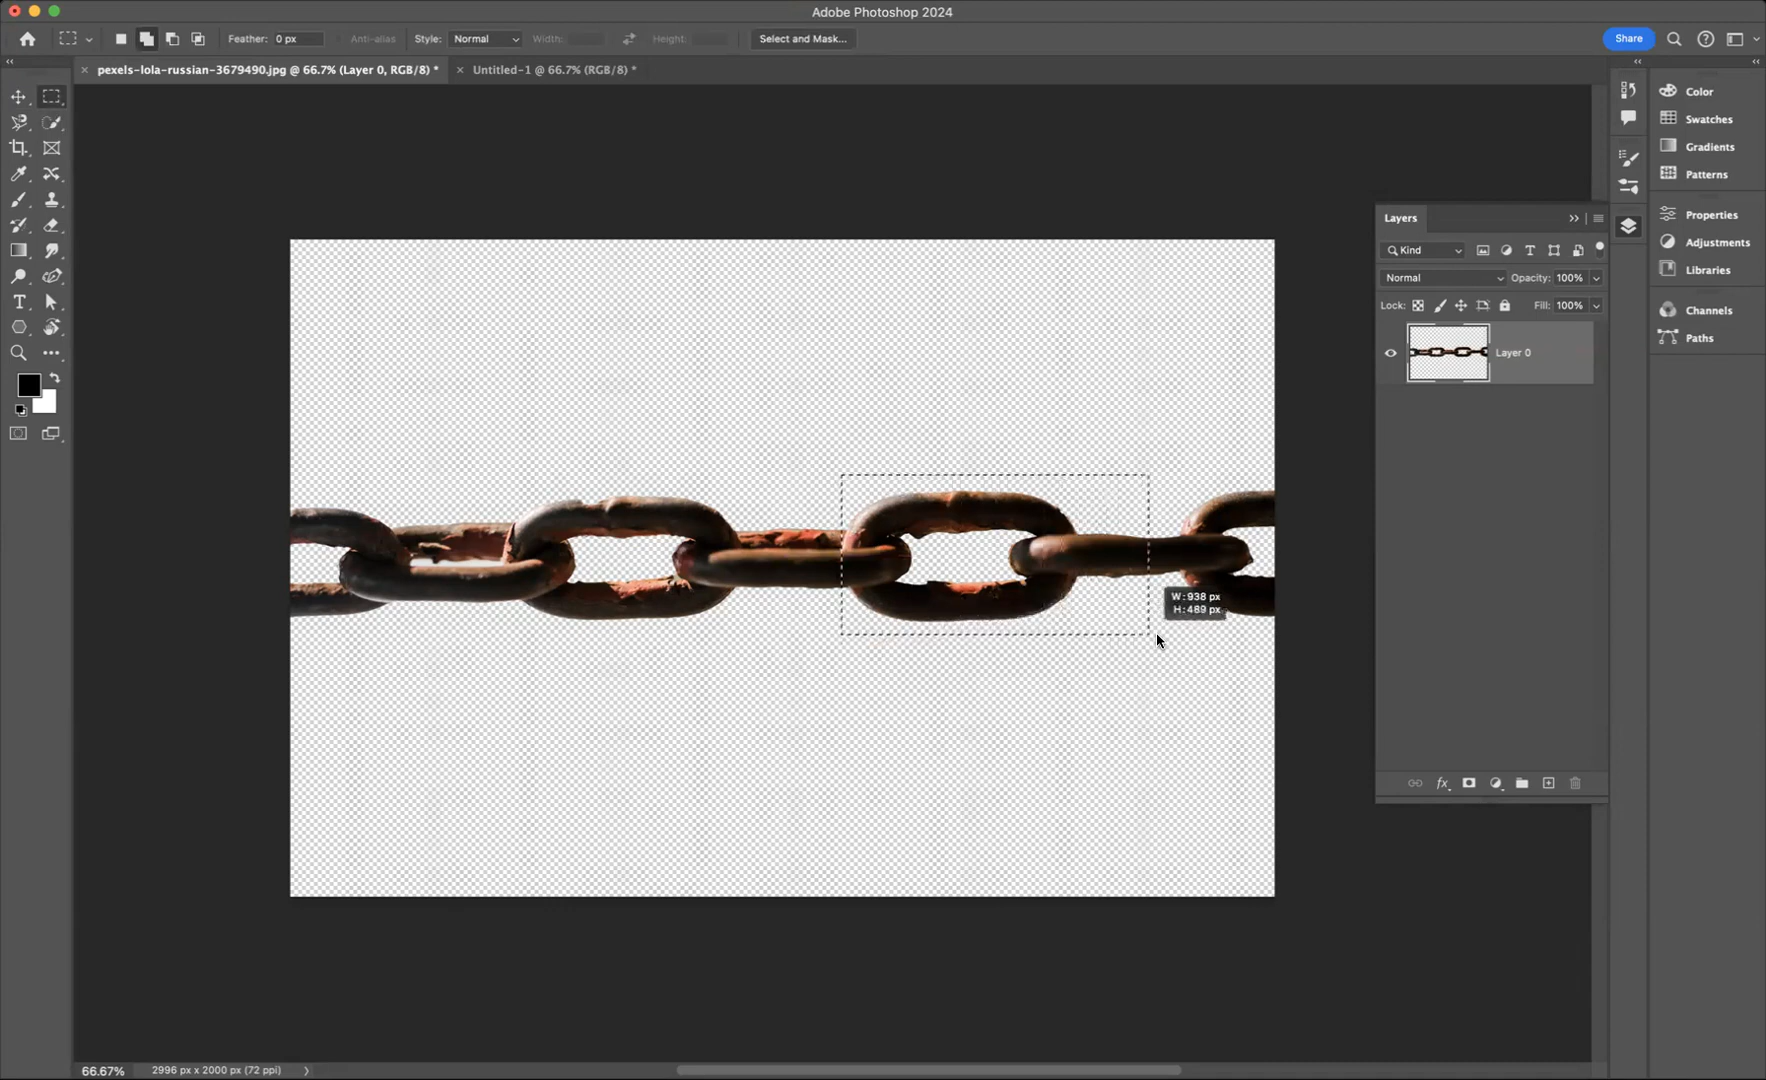 Adobe Photoshop 2024
Feather: 0 px
Anti-alias
Style: Normal
Width:
Height:
Select and Mask...
Share
pexels-lola-russian-3679490.jpg @ 66.7% (Layer 0, RGB/8) *
Untitled-1 @ 66.7% (RGB/8) *
Color
Swatches
Gradients
Patterns
Properties
Adjustments
Libraries
Channels
Paths
Layers
Kind
Normal
Opacity: 100%
Lock:
Fill: 100%
Layer 0
W: 938 px
H: 489 px
66.67%
2996 px x 2000 px (72 ppi)